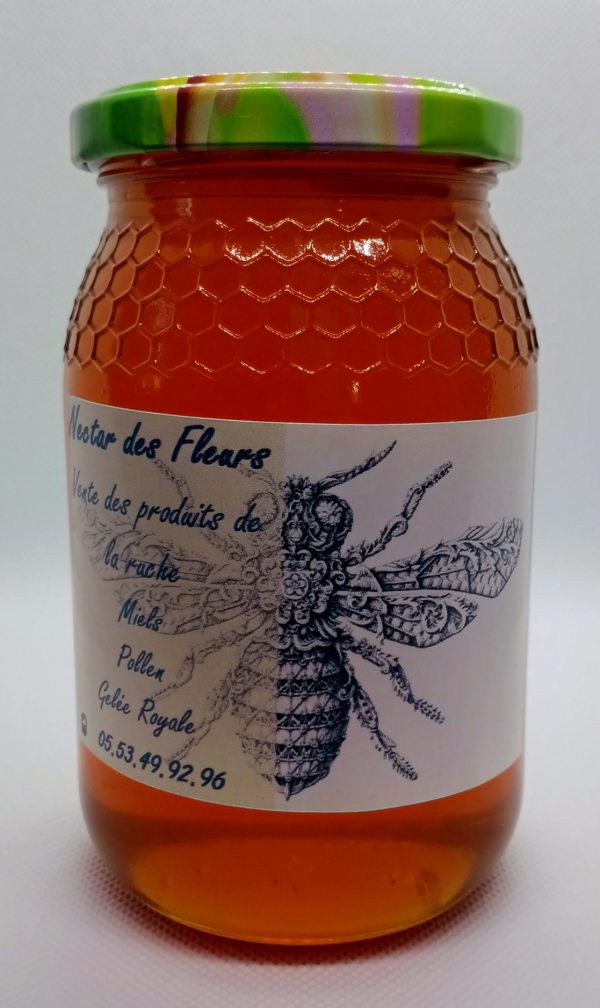 Nectar des Fleurs
Vente des produits de
la ruche
Miels
Pollen
Gelée Royale
05.53.49.92.96